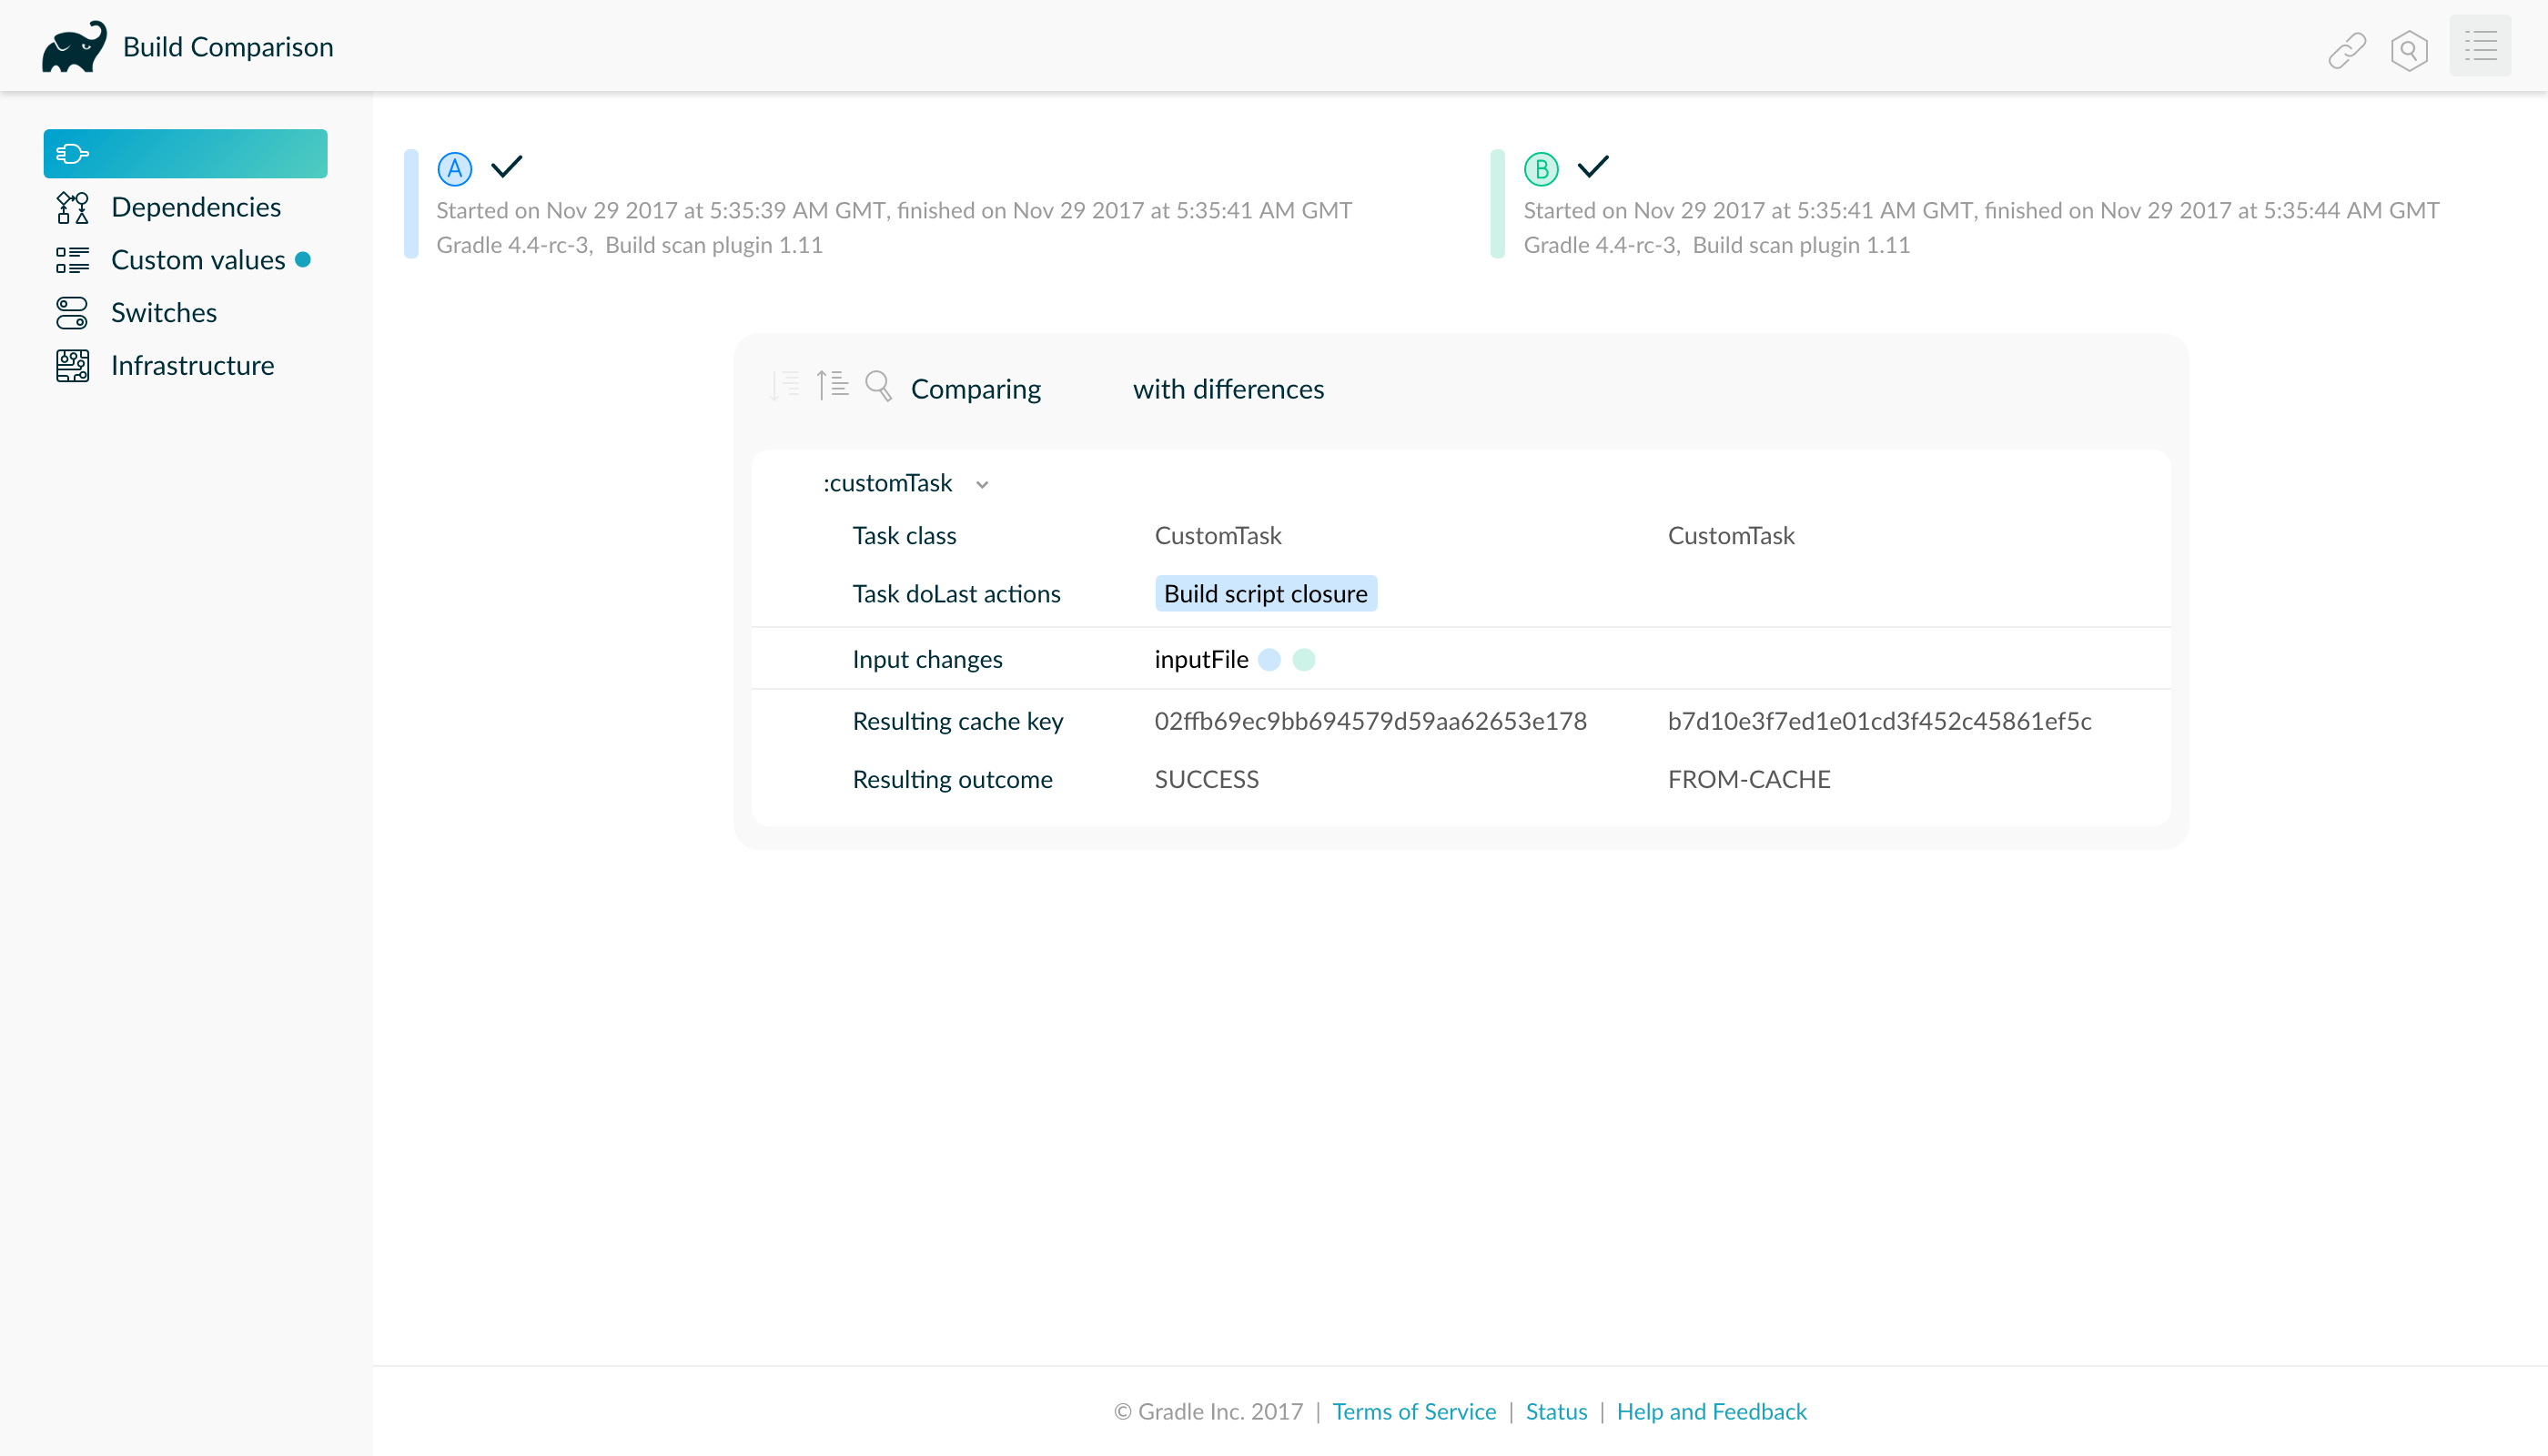 Build Comparison
Dependencies
Custom values
Switches
Infrastructure
A
Started on Nov 29 2017 at 5:35:39 AM GMT, finished on Nov 29 2017 at 5:35:41 AM GMT
Gradle 4.4-rc-3, Build scan plugin 1.11
B
Started on Nov 29 2017 at 5:35:41 AM GMT, finished on Nov 29 2017 at 5:35:44 AM GMT
Gradle 4.4-rc-3, Build scan plugin 1.11
Comparing with differences
:customTask
Task class CustomTask CustomTask
Task doLast actions Build script closure
Input changes inputFile
Resulting cache key 02ffb69ec9bb694579d59aa62653e178 b7d10e3f7ed1e01cd3f452c45861ef5c
Resulting outcome SUCCESS FROM-CACHE
© Gradle Inc. 2017 | Terms of Service | Status | Help and Feedback